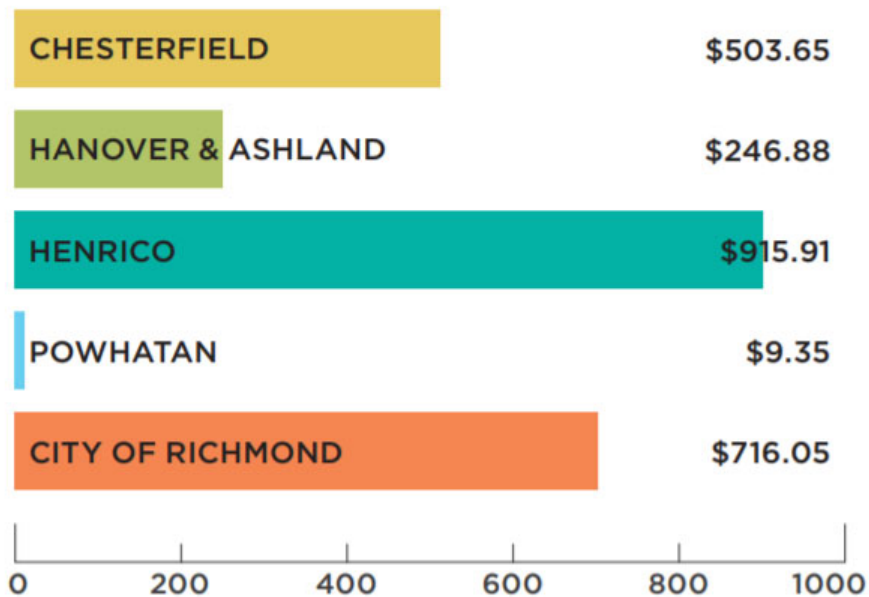 CHESTERFIELD $503.65
HANOVER & ASHLAND $246.88
HENRICO $915.91
POWHATAN $9.35
CITY OF RICHMOND $716.05
0 200 400 600 800 1000